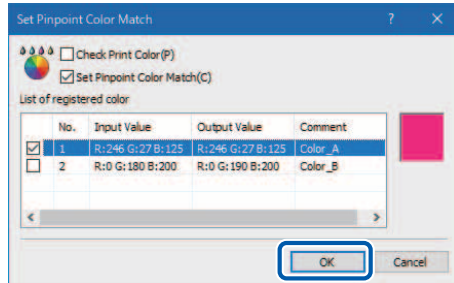 Set Pinpoint Color Match ? ×
Check Print Color(P)
Set Pinpoint Color Match(C)
List of registered color
No. Input Value Output Value Comment
1 R:246 G:27 B:125 R:246 G:27 B:125 Color_A
2 R:0 G:180 B:200 R:0 G:190 B:200 Color_B
OK Cancel